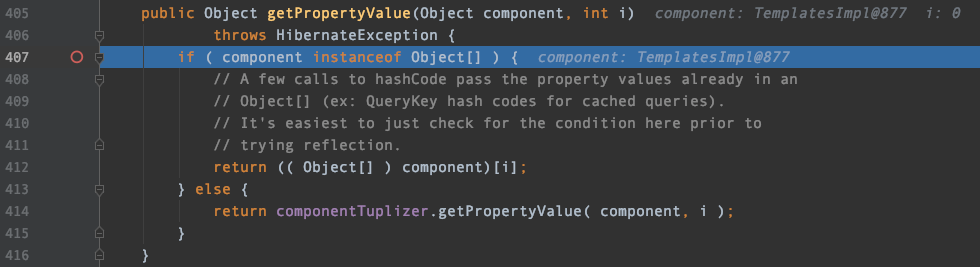 405 public Object getPropertyValue(Object component, int i) component: TemplatesImpl@877 i: 0
406 throws HibernateException {
407 if ( component instanceof Object[] ) { component: TemplatesImpl@877
408 // A few calls to hashCode pass the property values already in an
409 // Object[] (ex: QueryKey hash codes for cached queries).
410 // It's easiest to just check for the condition here prior to
411 // trying reflection.
412 return (( Object[] ) component)[i];
413 } else {
414 return componentTuplizer.getPropertyValue( component, i );
415 }
416 }